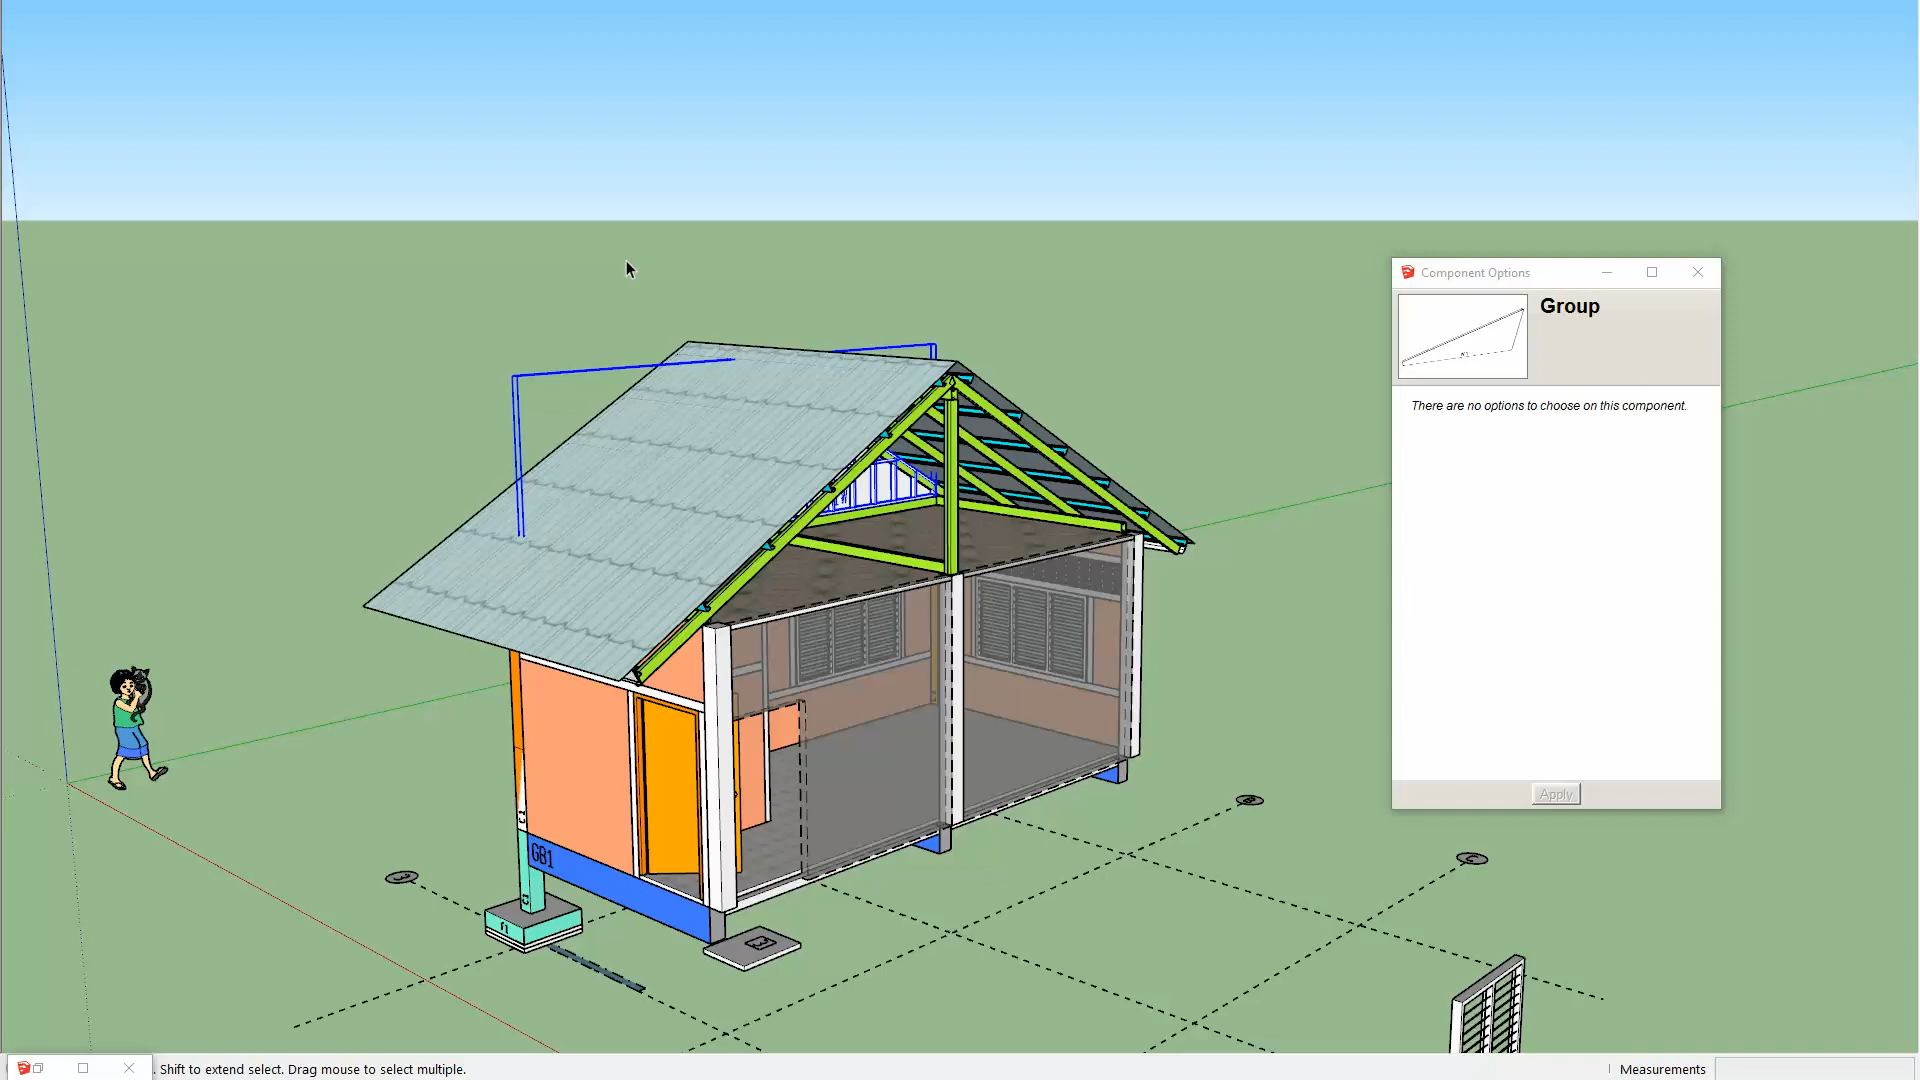 Component Options
Group
There are no options to choose on this component.
GB1
C
Apply
. Shift to extend select. Drag mouse to select multiple.
Measurements